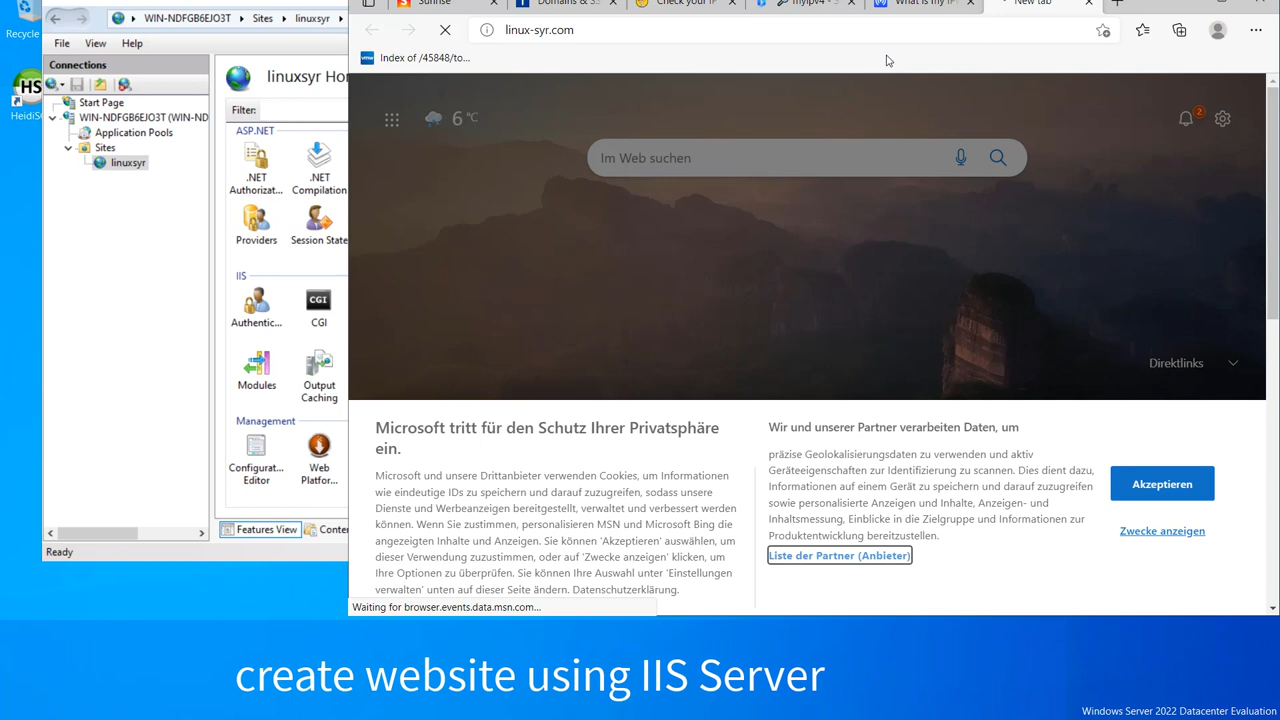 Recycle
HeidiS
WIN-NDFGB6EJO3T
Sites
linuxsyr
File
View
Help
Connections
Start Page
WIN-NDFGB6EJO3T (WIN-ND
Application Pools
Sites
linuxsyr
linuxsyr Ho
Filter:
ASP.NET
.NET
Authorizat...
.NET
Compilation
Providers
Session State
IIS
Authentic...
CGI
CGI
Modules
Output
Caching
Management
Configurat...
Editor
Web
Platfor...
Features View
Conte
Ready
Sunrise
Domains & S
Check your I
myipv4 - S
What is my IP
New tab
linux-syr.com
Index of /45848/to...
6 °C
2
Im Web suchen
Direktlinks
Microsoft tritt für den Schutz Ihrer Privatsphäre
ein.
Microsoft und unsere Drittanbieter verwenden Cookies, um Informationen
wie eindeutige IDs zu speichern und darauf zuzugreifen, sodass unsere
Dienste und Werbeanzeigen bereitgestellt, verwaltet und verbessert werden
können. Wenn Sie zustimmen, personalisieren MSN und Microsoft Bing die
angezeigten Inhalte und Anzeigen. Sie können 'Akzeptieren' auswählen, um
dieser Verwendung zuzustimmen, oder auf 'Zwecke anzeigen' klicken, um
Ihre Optionen zu überprüfen. Sie können Ihre Auswahl unter 'Einstellungen
verwalten' unten auf dieser Seite ändern. Datenschutzerklärung.
Wir und unserer Partner verarbeiten Daten, um
präzise Geolokalisierungsdaten zu verwenden und aktiv
Geräteeigenschaften zur Identifizierung zu scannen. Dies dient dazu,
Informationen auf einem Gerät zu speichern und darauf zuzugreifen
sowie personalisierte Anzeigen und Inhalte, Anzeigen- und
Inhaltsmessung, Einblicke in die Zielgruppe und Informationen zur
Produktentwicklung bereitzustellen.
Liste der Partner (Anbieter)
Akzeptieren
Zwecke anzeigen
Waiting for browser.events.data.msn.com...
create website using IIS Server
Windows Server 2022 Datacenter Evaluation